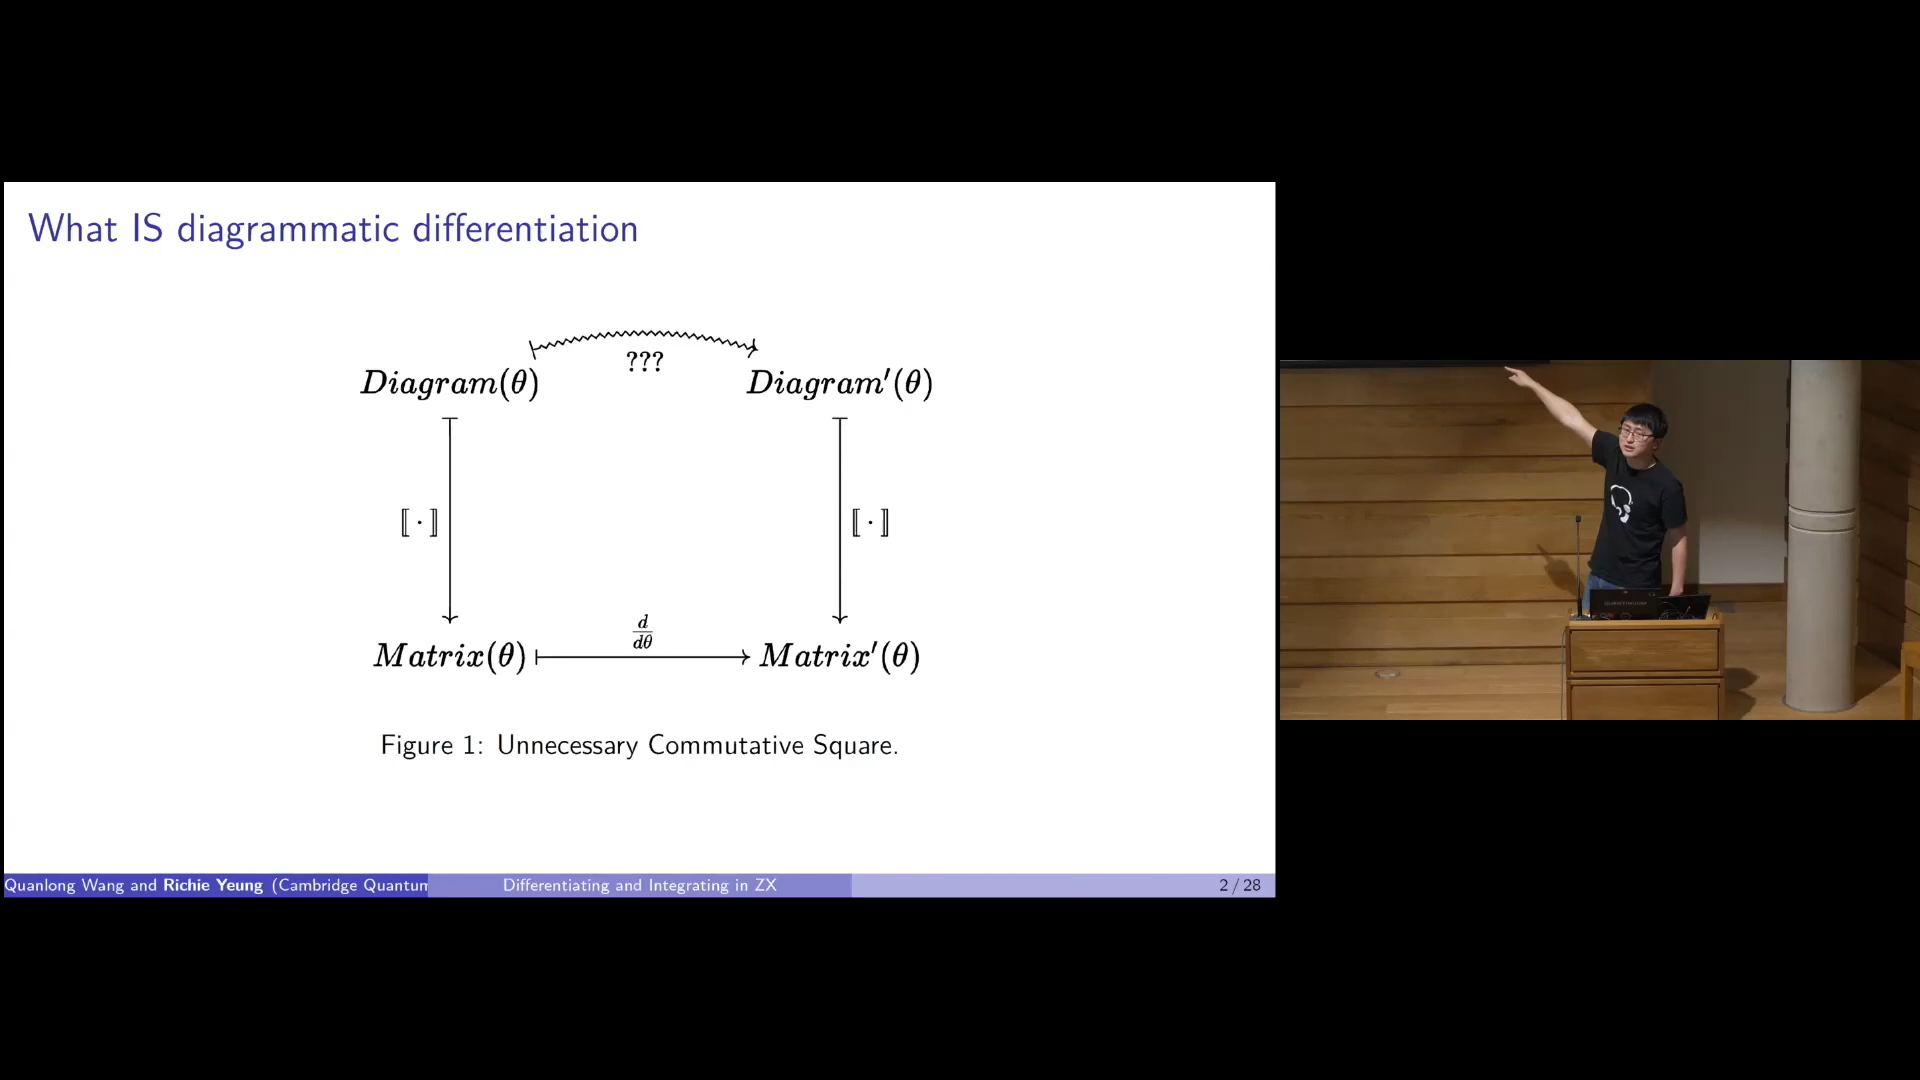 What IS diagrammatic differentiation
???
Diagram(θ) Diagram′(θ)
⟦ · ⟧ ⟦ · ⟧
d
dθ
Matrix(θ) Matrix′(θ)
Figure 1: Unnecessary Commutative Square.
Quanlong Wang and Richie Yeung (Cambridge Quantum Differentiating and Integrating in ZX 2 / 28